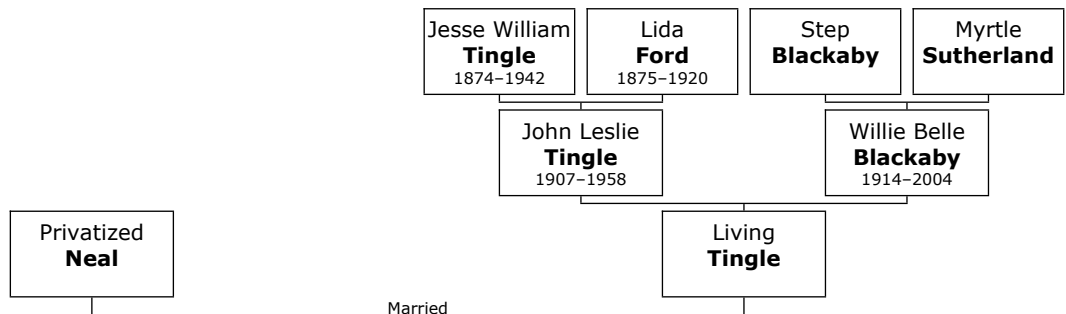 Jesse William
Tingle
1874–1942
Lida
Ford
1875–1920
Step
Blackaby
Myrtle
Sutherland
John Leslie
Tingle
1907–1958
Willie Belle
Blackaby
1914–2004
Privatized
Neal
Living
Tingle
Married